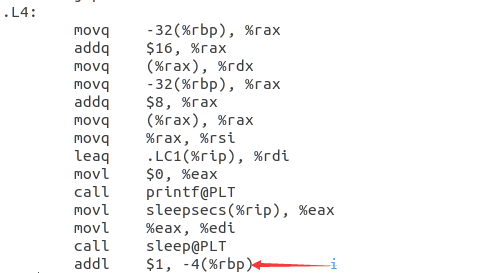 .L4:
movq -32(%rbp), %rax
addq $16, %rax
movq (%rax), %rdx
movq -32(%rbp), %rax
addq $8, %rax
movq (%rax), %rax
movq %rax, %rsi
leaq .LC1(%rip), %rdi
movl $0, %eax
call printf@PLT
movl sleepsecs(%rip), %eax
movl %eax, %edi
call sleep@PLT
addl $1, -4(%rbp) i